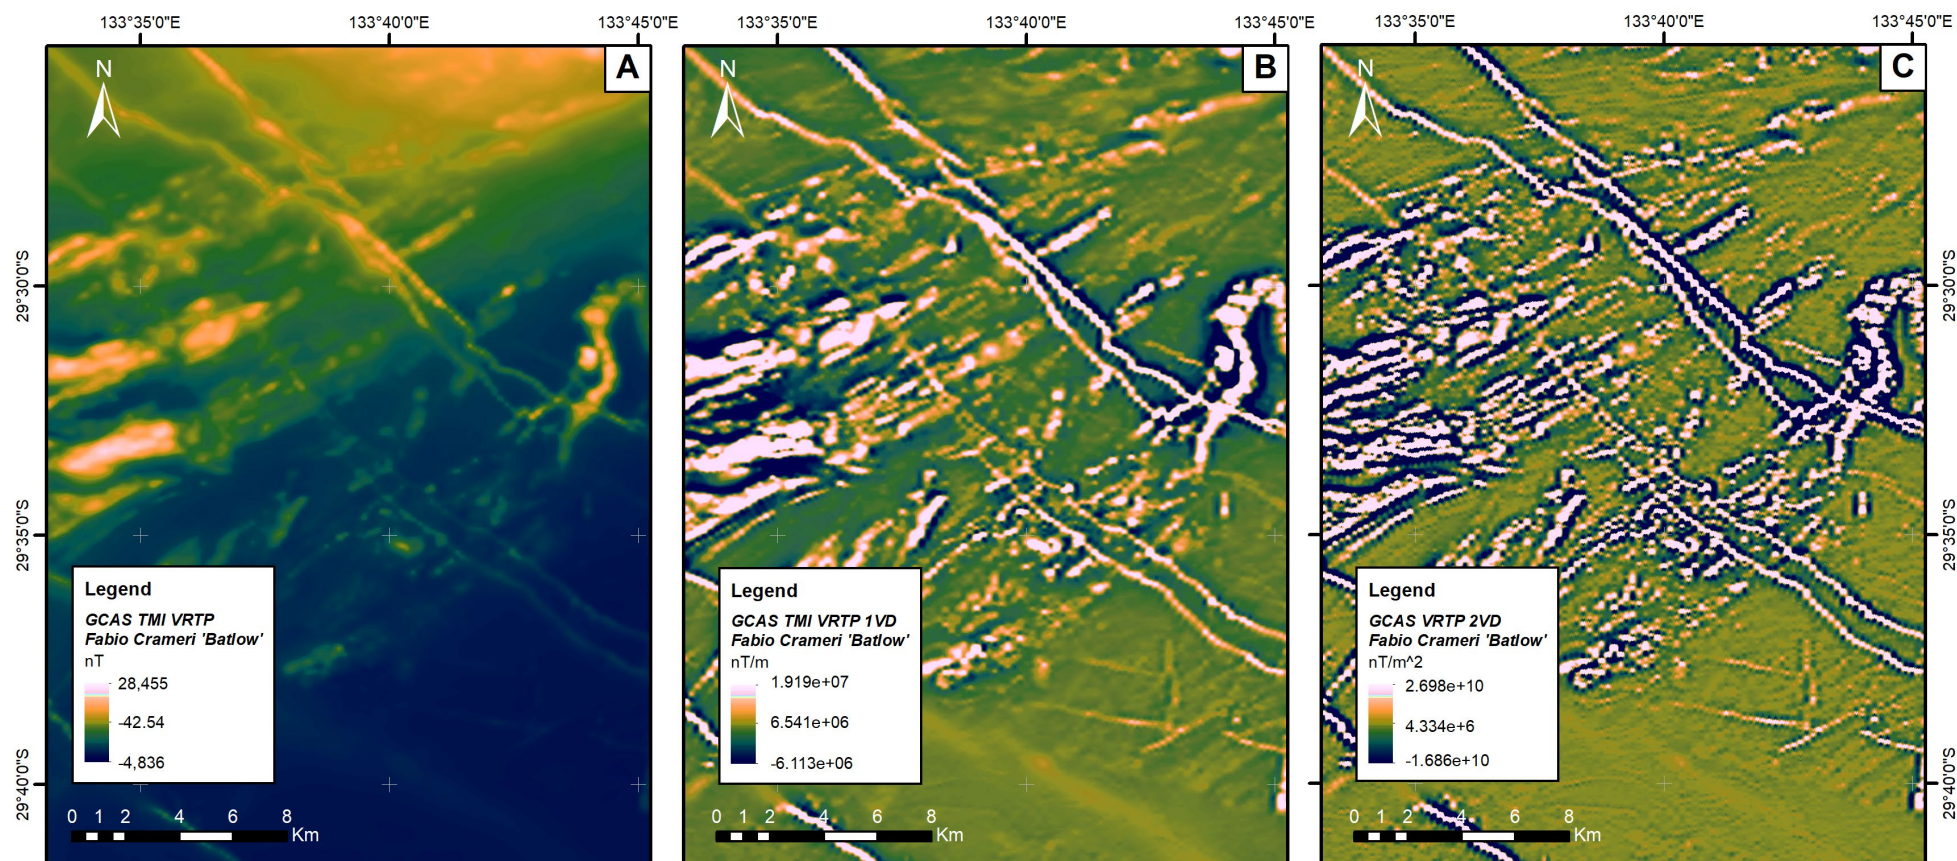 133°35'0"E 133°40'0"E 133°45'0"E
133°35'0"E 133°40'0"E 133°45'0"E
133°35'0"E 133°40'0"E 133°45'0"E
N
A
N
B
N
C
29°30'0"S
29°35'0"S
29°40'0"S
29°30'0"S
29°35'0"S
29°40'0"S
Legend
GCAS TMI VRTP
Fabio Crameri 'Batlow'
nT
28,455
-42.54
-4,836
0 1 2 4 6 8
Km
Legend
GCAS TMI VRTP 1VD
Fabio Crameri 'Batlow'
nT/m
1.919e+07
6.541e+06
-6.113e+06
0 1 2 4 6 8
Km
Legend
GCAS VRTP 2VD
Fabio Crameri 'Batlow'
nT/m^2
2.698e+10
4.334e+6
-1.686e+10
0 1 2 4 6 8
Km